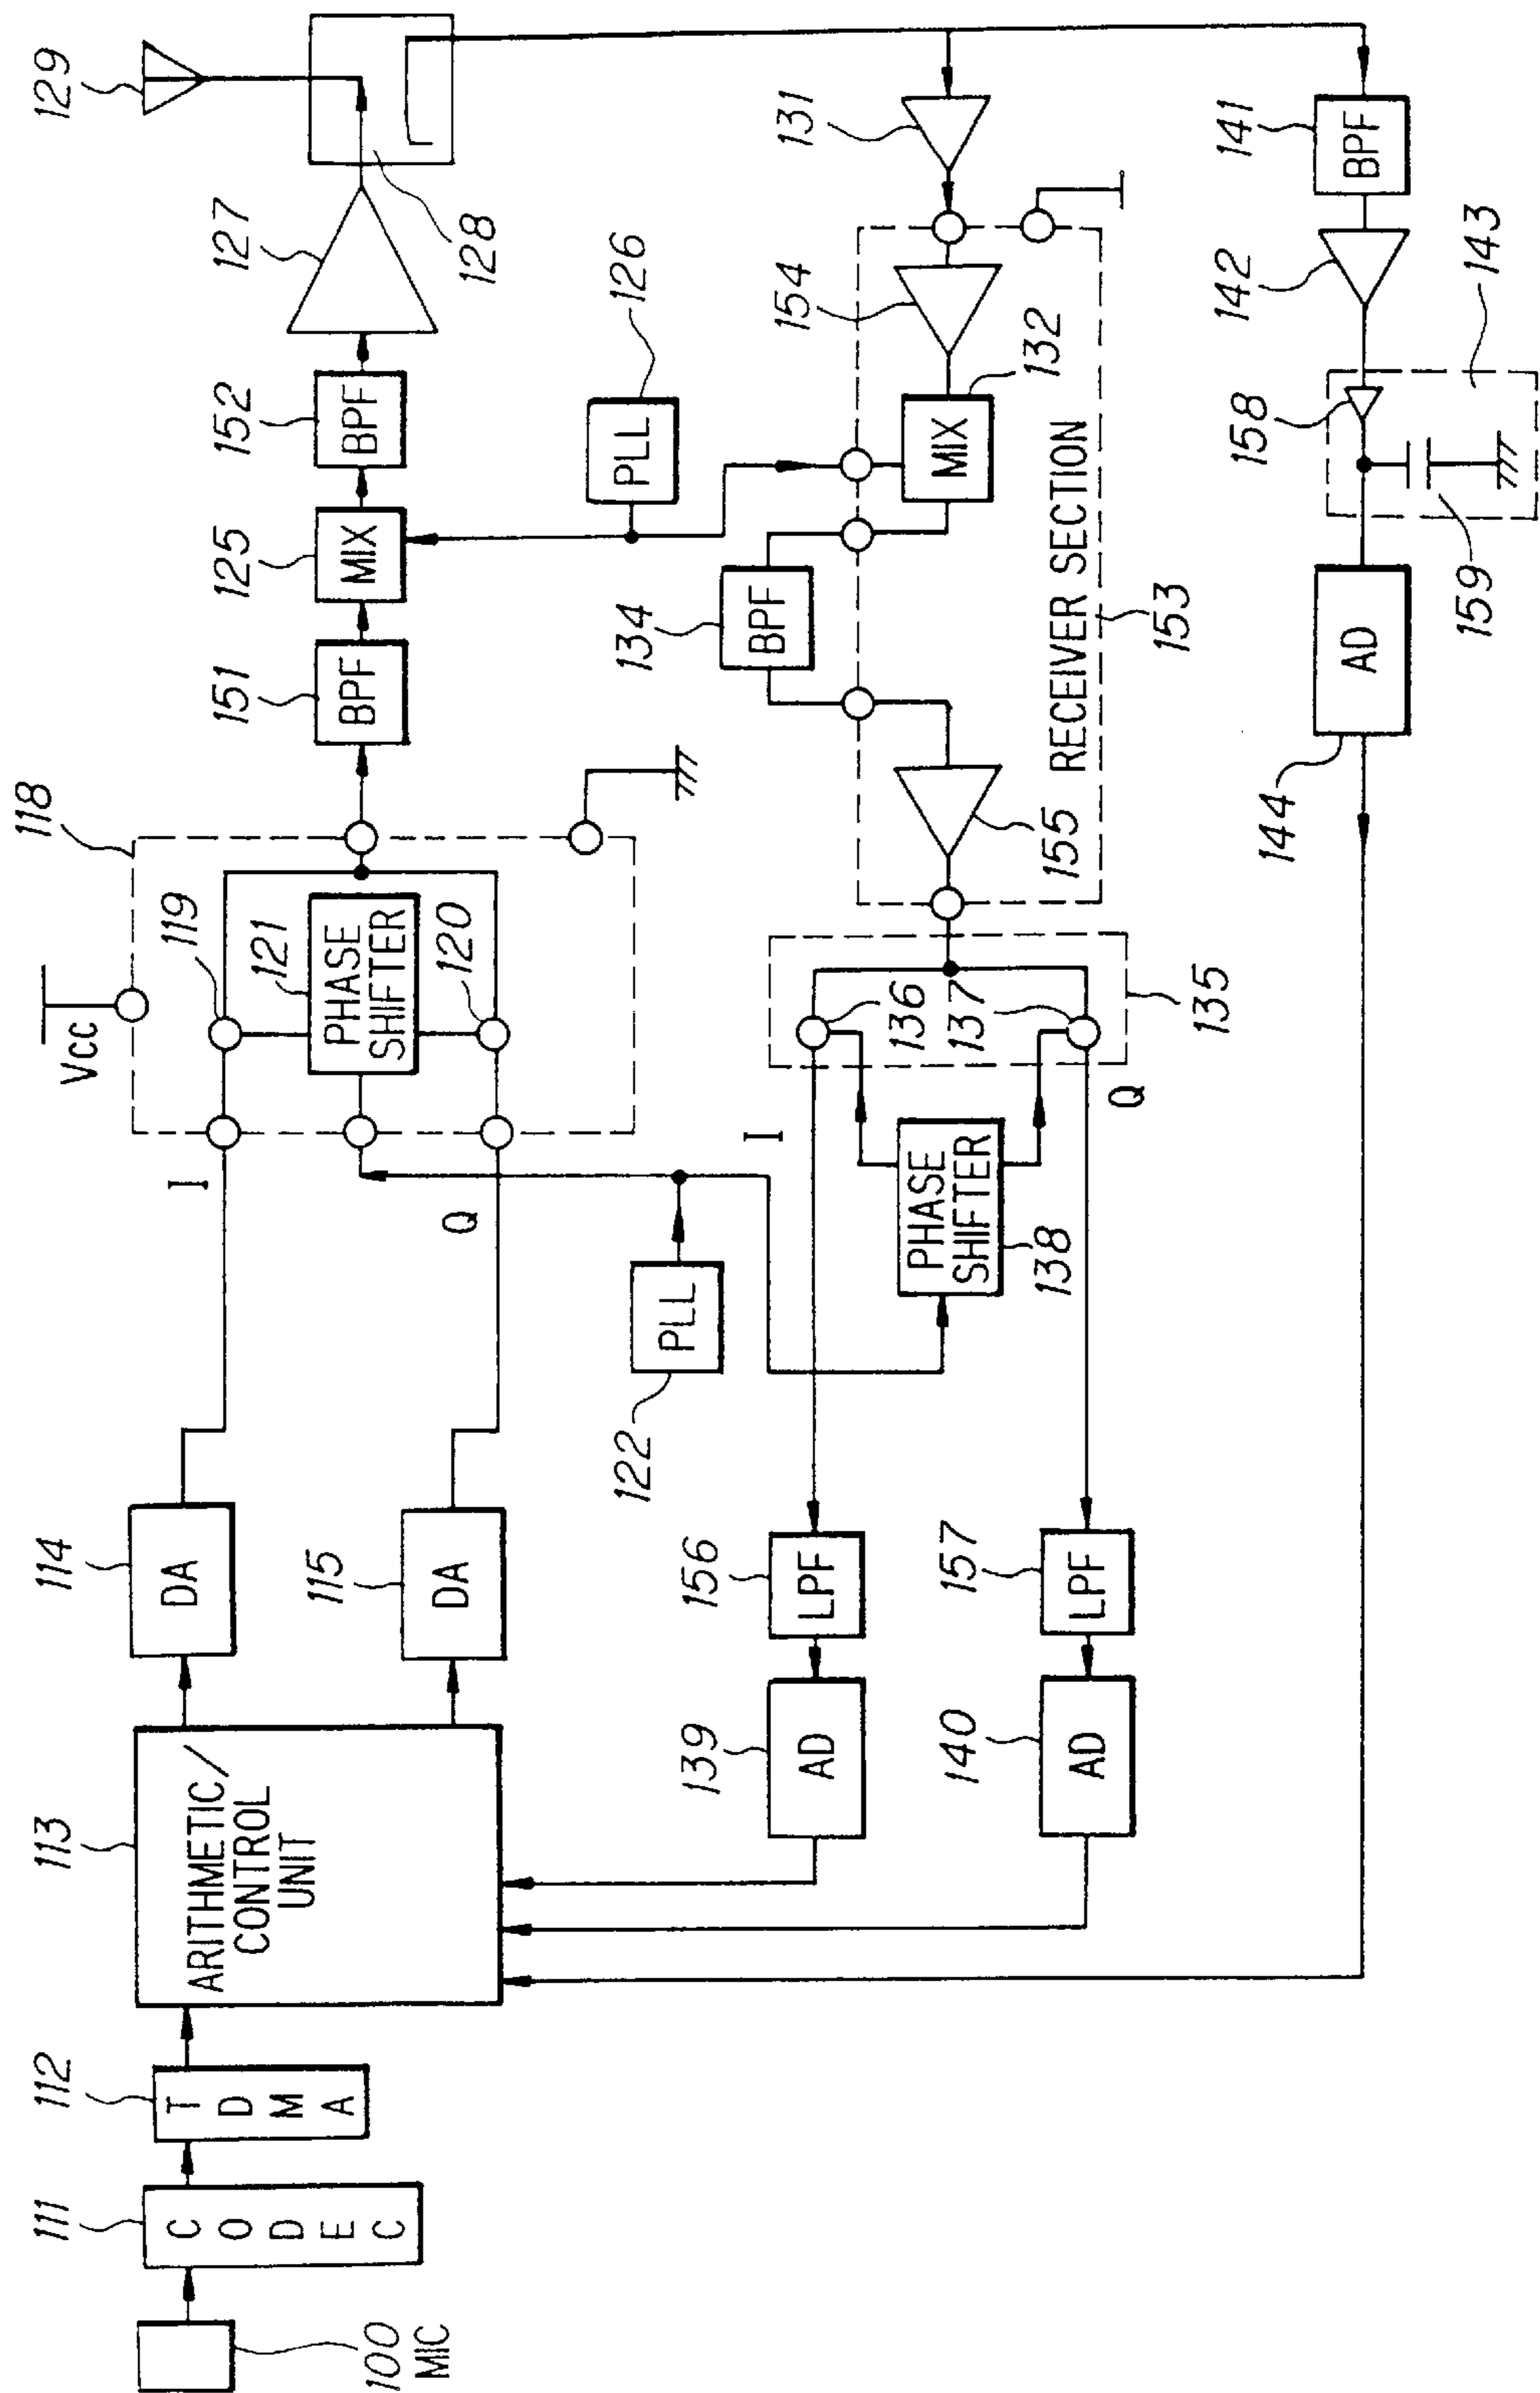 100
MIC
111
CODEC
112
TDMA
113
ARITHMETIC/
CONTROL
UNIT
114
DA
115
DA
I
Q
Vcc
118
119
121
PHASE
SHIFTER
120
151
BPF
125
MIX
152
BPF
127
128
129
122
PLL
126
PLL
134
BPF
131
154
132
MIX
RECEIVER SECTION
153
155
135
136
137
I
Q
PHASE
SHIFTER
138
156
LPF
157
LPF
139
AD
140
AD
141
BPF
142
143
158
159
144
AD